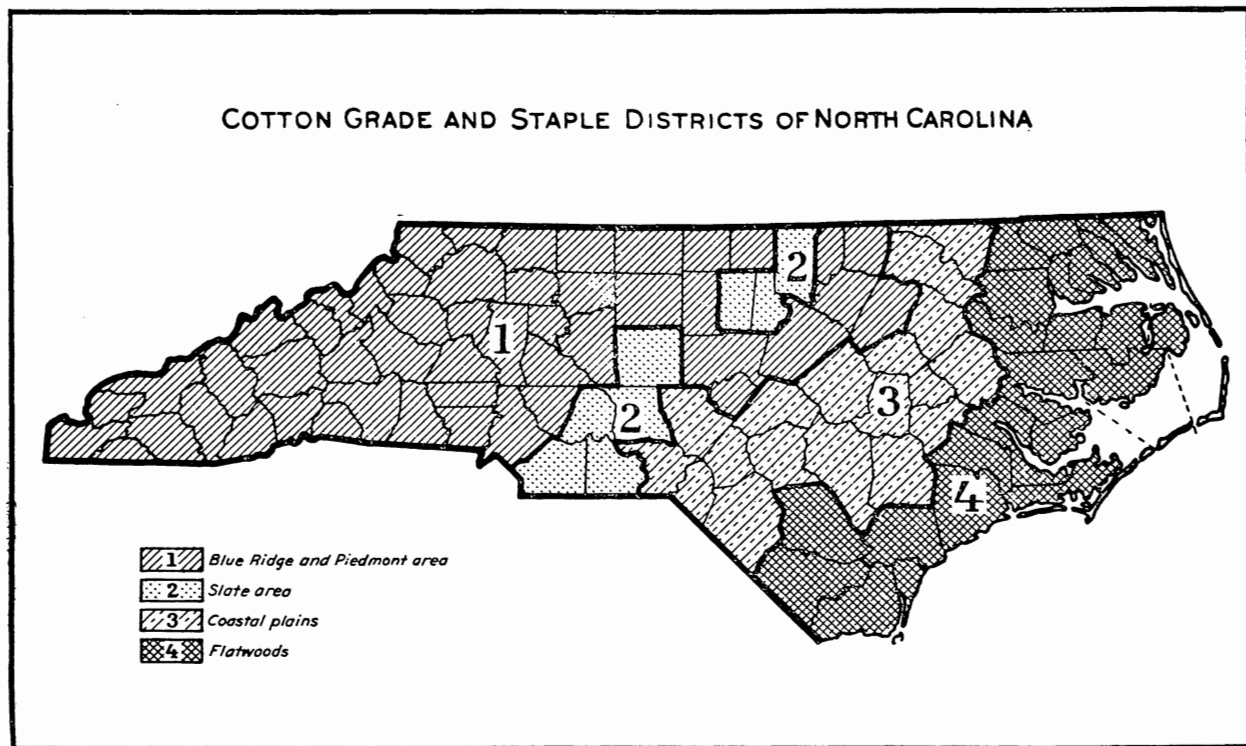 COTTON GRADE AND STAPLE DISTRICTS OF NORTH CAROLINA
2
1
2
3
4
1 Blue Ridge and Piedmont area
2 Slate area
3 Coastal plains
4 Flatwoods